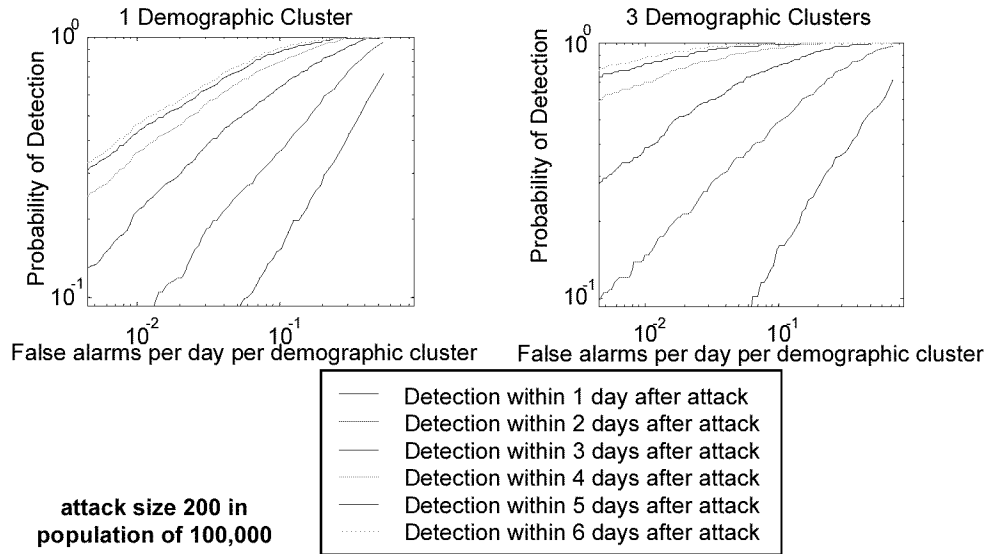 1 Demographic Cluster
3 Demographic Clusters
10^0
10^0
Probability of Detection
Probability of Detection
10^-1
10^-1
10^-2
10^-1
10^-2
10^-1
False alarms per day per demographic cluster
False alarms per day per demographic cluster
Detection within 1 day after attack
Detection within 2 days after attack
Detection within 3 days after attack
Detection within 4 days after attack
Detection within 5 days after attack
Detection within 6 days after attack
attack size 200 in
population of 100,000